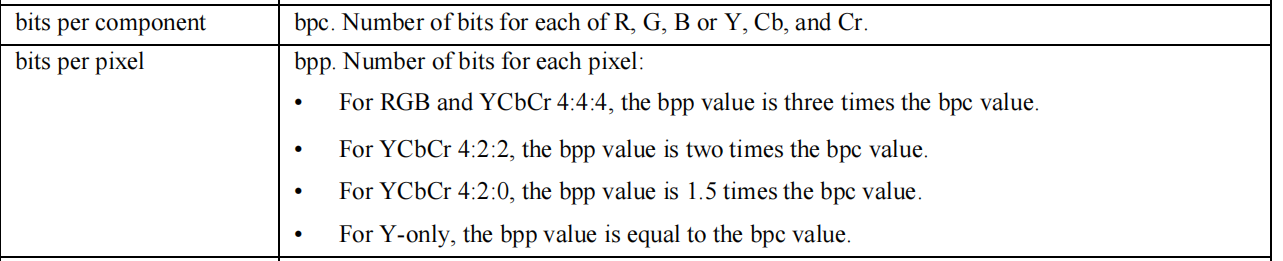 bits per component
bpc. Number of bits for each of R, G, B or Y, Cb, and Cr.
bits per pixel
bpp. Number of bits for each pixel:
• For RGB and YCbCr 4:4:4, the bpp value is three times the bpc value.
• For YCbCr 4:2:2, the bpp value is two times the bpc value.
• For YCbCr 4:2:0, the bpp value is 1.5 times the bpc value.
• For Y-only, the bpp value is equal to the bpc value.